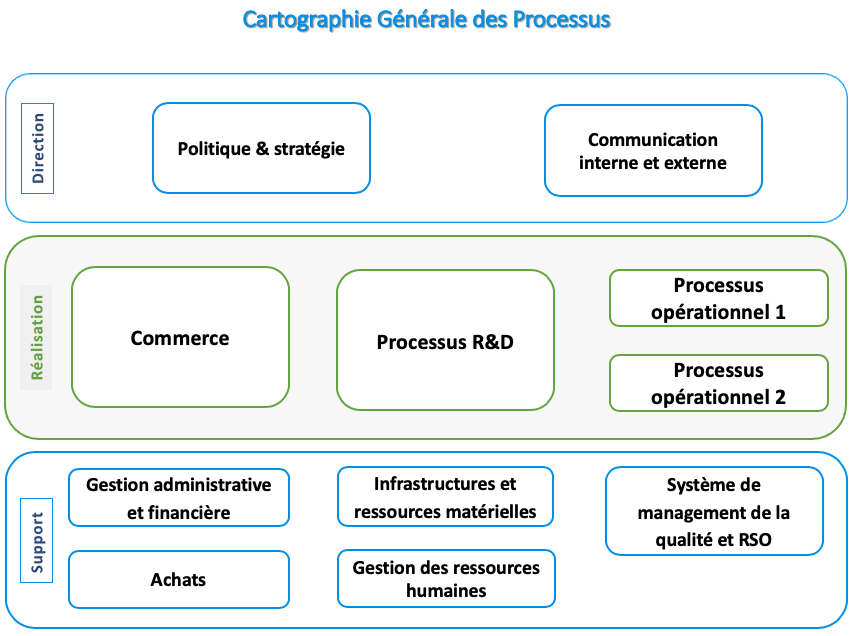 Cartographie Générale des Processus
Direction
Politique & stratégie
Communication
interne et externe
Réalisation
Commerce
Processus R&D
Processus
opérationnel 1
Processus
opérationnel 2
Support
Gestion administrative
et financière
Infrastructures et
ressources matérielles
Système de
management de la
qualité et RSO
Achats
Gestion des ressources
humaines